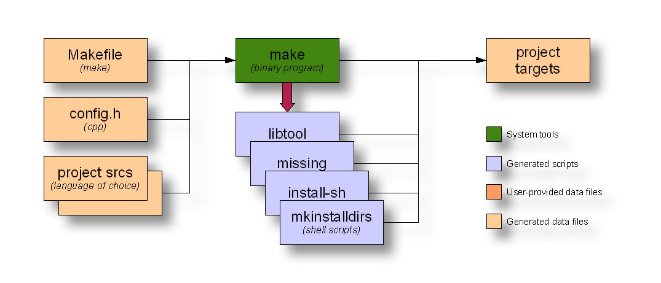 Makefile
(make)
config.h
(cpp)
project srcs
(language of choice)
make
(binary program)
libtool
missing
install-sh
mkinstalldirs
(shell scripts)
project
targets
System tools
Generated scripts
User-provided data files
Generated data files